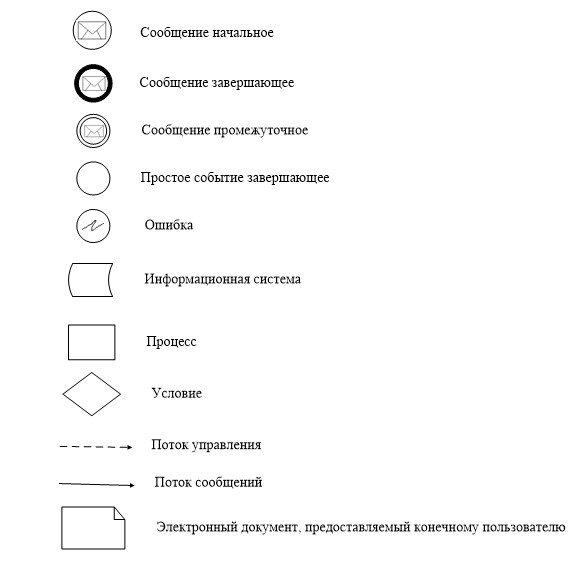 Сообщение начальное
Сообщение завершающее
Сообщение промежуточное
Простое событие завершающее
Ошибка
Информационная система
Процесс
Условие
Поток управления
Поток сообщений
Электронный документ, предоставляемый конечному пользователю